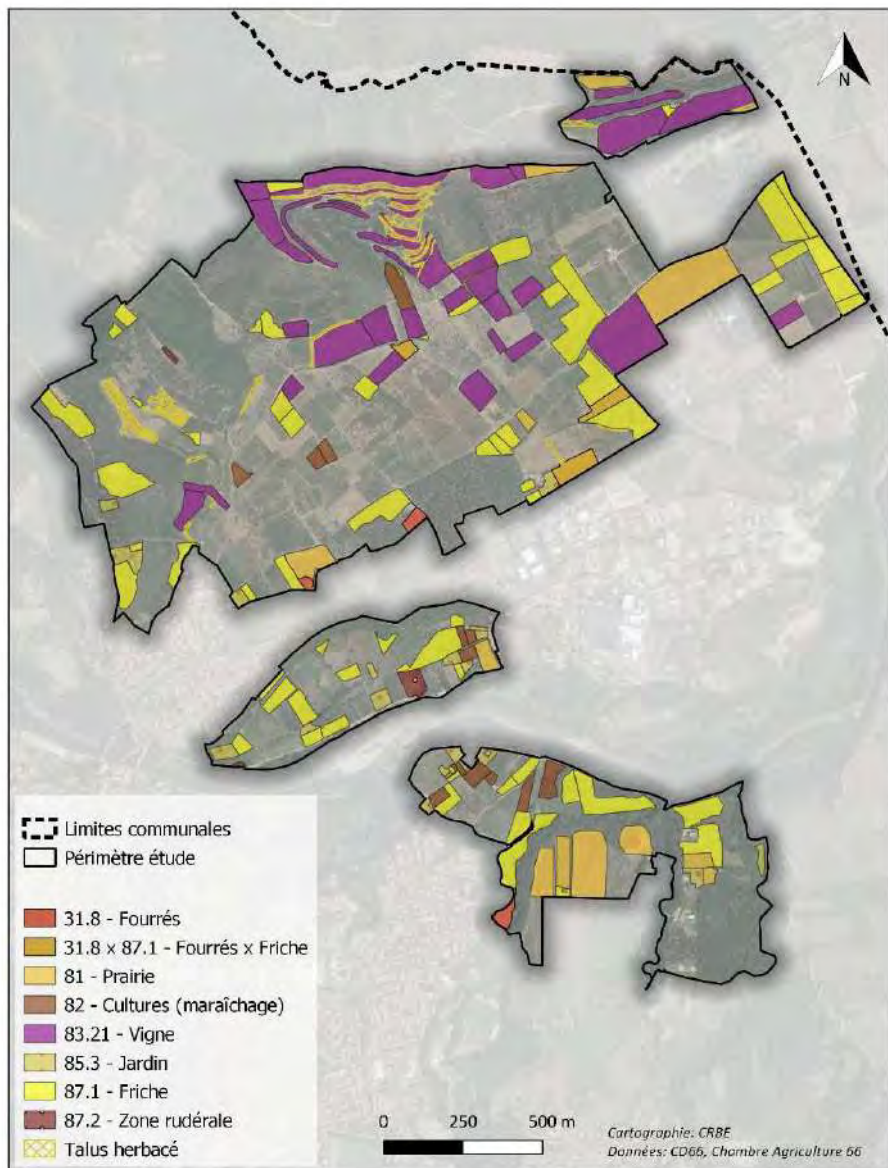 N
Limites communales
Périmètre étude
31.8 - Fourrés
31.8 x 87.1 - Fourrés x Friche
81 - Prairie
82 - Cultures (maraîchage)
83.21 - Vigne
85.3 - Jardin
87.1 - Friche
87.2 - Zone rudérale
Talus herbacé
0 250 500 m
Cartographie: CRBE
Données: CD66, Chambre Agriculture 66